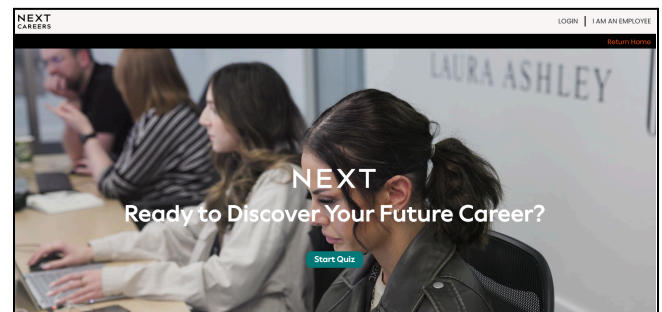 NEXT
CAREERS
LOGIN
I AM AN EMPLOYEE
Return Home
LAURA ASHLEY
NEXT
Ready to Discover Your Future Career?
Start Quiz